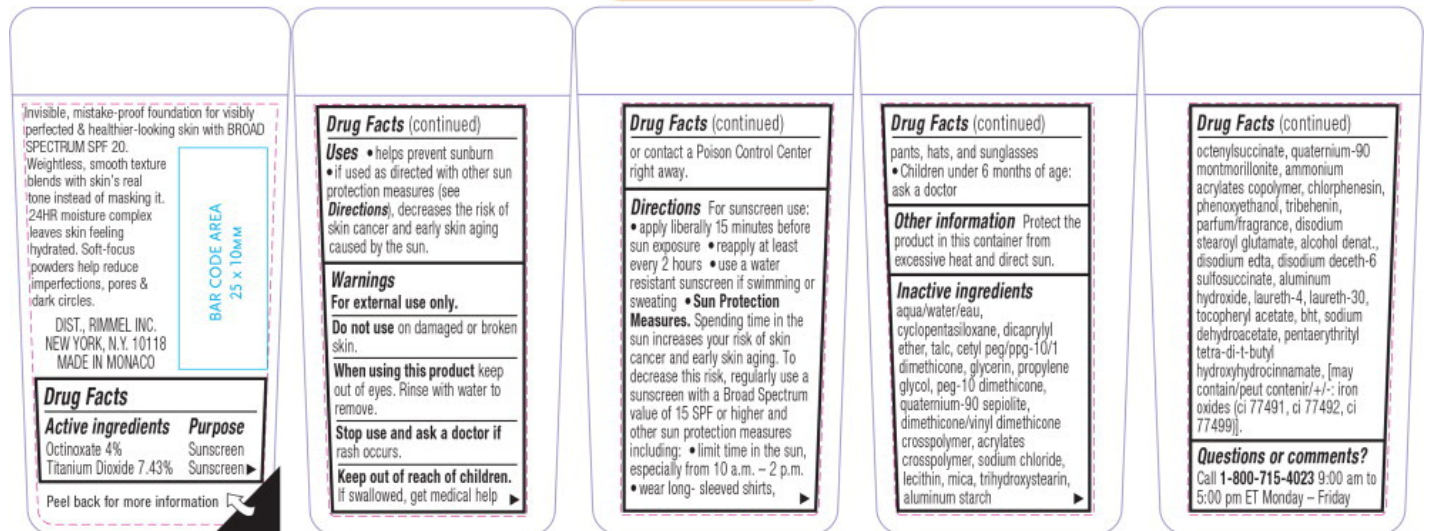 Invisible, mistake-proof foundation for visibly
perfected & healthier-looking skin with BROAD
SPECTRUM SPF 20.
Weightless, smooth texture
blends with skin's real
tone instead of masking it.
24HR moisture complex
leaves skin feeling
hydrated. Soft-focus
powders help reduce
imperfections, pores &
dark circles.
BAR CODE AREA
25 x 10MM
DIST., RIMMEL INC.
NEW YORK, N.Y. 10118
MADE IN MONACO
Drug Facts
Active ingredients Purpose
Octinoxate 4% Sunscreen
Titanium Dioxide 7.43% Sunscreen ▶
Peel back for more information
Drug Facts (continued)
Uses • helps prevent sunburn
• if used as directed with other sun
protection measures (see
Directions), decreases the risk of
skin cancer and early skin aging
caused by the sun.
Warnings
For external use only.
Do not use on damaged or broken
skin.
When using this product keep
out of eyes. Rinse with water to
remove.
Stop use and ask a doctor if
rash occurs.
Keep out of reach of children.
If swallowed, get medical help ▶
Drug Facts (continued)
or contact a Poison Control Center
right away.
Directions For sunscreen use:
• apply liberally 15 minutes before
sun exposure • reapply at least
every 2 hours • use a water
resistant sunscreen if swimming or
sweating • Sun Protection
Measures. Spending time in the
sun increases your risk of skin
cancer and early skin aging. To
decrease this risk, regularly use a
sunscreen with a Broad Spectrum
value of 15 SPF or higher and
other sun protection measures
including: • limit time in the sun,
especially from 10 a.m. – 2 p.m.
• wear long- sleeved shirts, ▶
Drug Facts (continued)
pants, hats, and sunglasses
• Children under 6 months of age:
ask a doctor
Other information Protect the
product in this container from
excessive heat and direct sun.
Inactive ingredients
aqua/water/eau,
cyclopentasiloxane, dicaprylyl
ether, talc, cetyl peg/ppg-10/1
dimethicone, glycerin, propylene
glycol, peg-10 dimethicone,
quaternium-90 sepiolite,
dimethicone/vinyl dimethicone
crosspolymer, acrylates
crosspolymer, sodium chloride,
lecithin, mica, trihydroxystearin,
aluminum starch ▶
Drug Facts (continued)
octenylsuccinate, quaternium-90
montmorillonite, ammonium
acrylates copolymer, chlorphenesin,
phenoxyethanol, tribehenin,
parfum/fragrance, disodium
stearoyl glutamate, alcohol denat.,
disodium edta, disodium deceth-6
sulfosuccinate, aluminum
hydroxide, laureth-4, laureth-30,
tocopheryl acetate, bht, sodium
dehydroacetate, pentaerythrityl
tetra-di-t-butyl
hydroxyhydrocinnamate, [may
contain/peut contenir/+/-: iron
oxides (ci 77491, ci 77492, ci
77499)].
Questions or comments?
Call 1-800-715-4023 9:00 am to
5:00 pm ET Monday – Friday